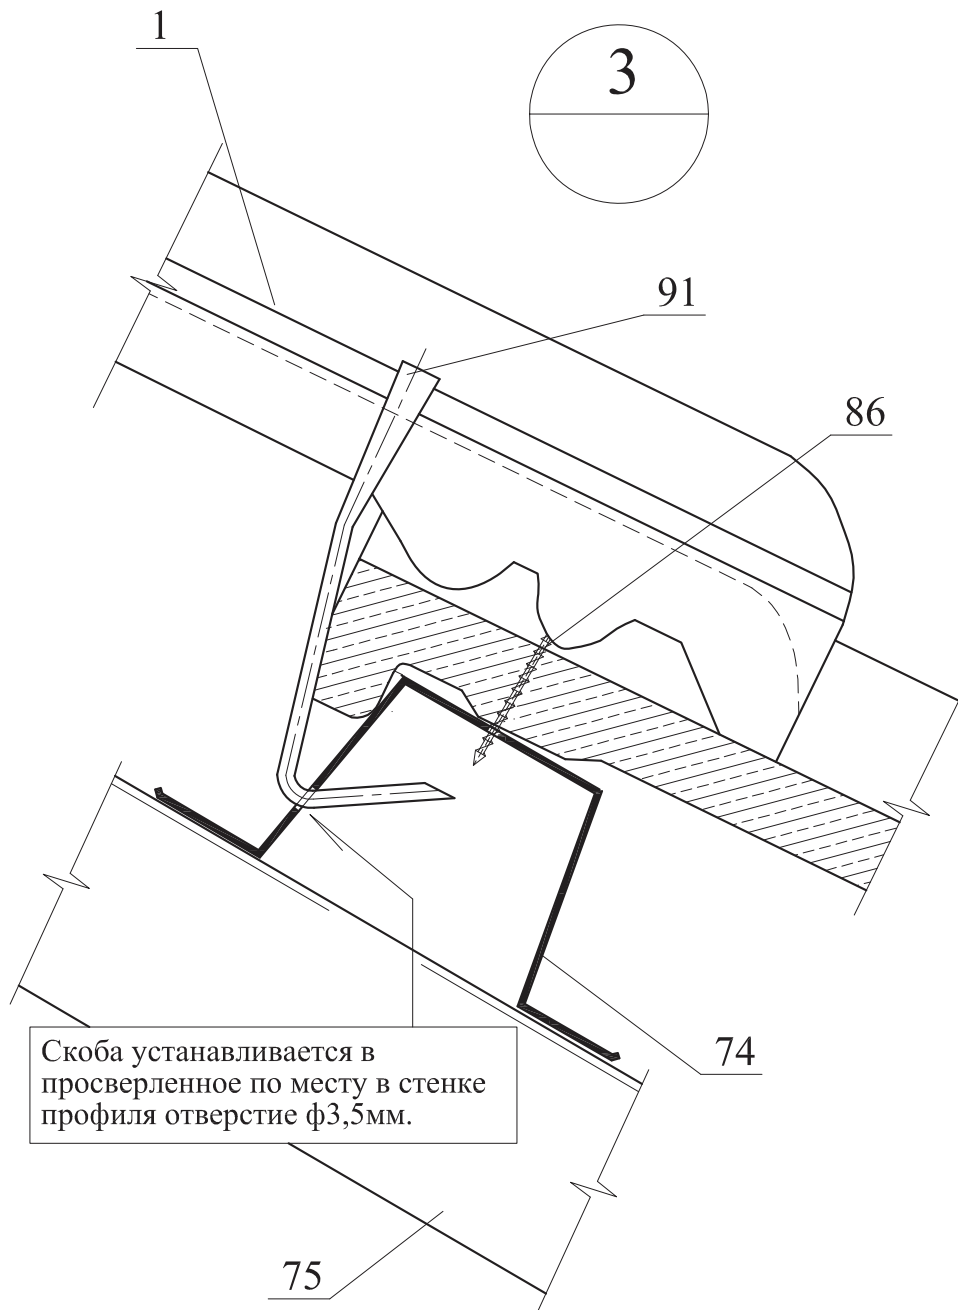 1
3
91
86
74
Скоба устанавливается в
просверленное по месту в стенке
профиля отверстие ф3,5мм.
75